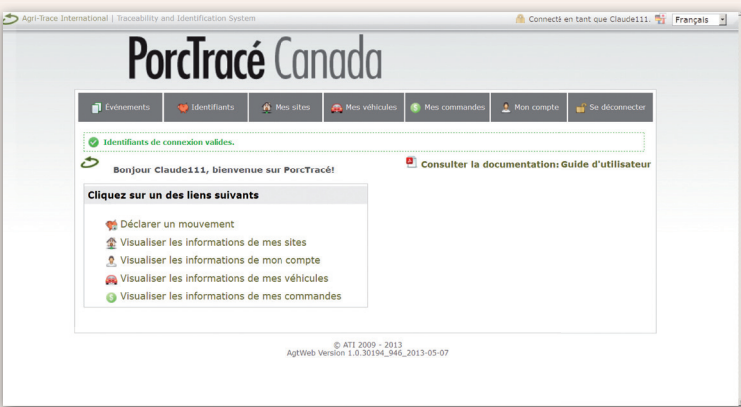 Agri-Trace International | Traceability and Identification System
Connecté en tant que Claude111.
Français
PorcTracé Canada
Événements
Identifiants
Mes sites
Mes véhicules
Mes commandes
Mon compte
Se déconnecter
Identifiants de connexion valides.
Bonjour Claude111, bienvenue sur PorcTracé!
Consulter la documentation: Guide d'utilisateur
Cliquez sur un des liens suivants
Déclarer un mouvement
Visualiser les informations de mes sites
Visualiser les informations de mon compte
Visualiser les informations de mes véhicules
Visualiser les informations de mes commandes
© ATI 2009 - 2013
AgtWeb Version 1.0.30194_946_2013-05-07